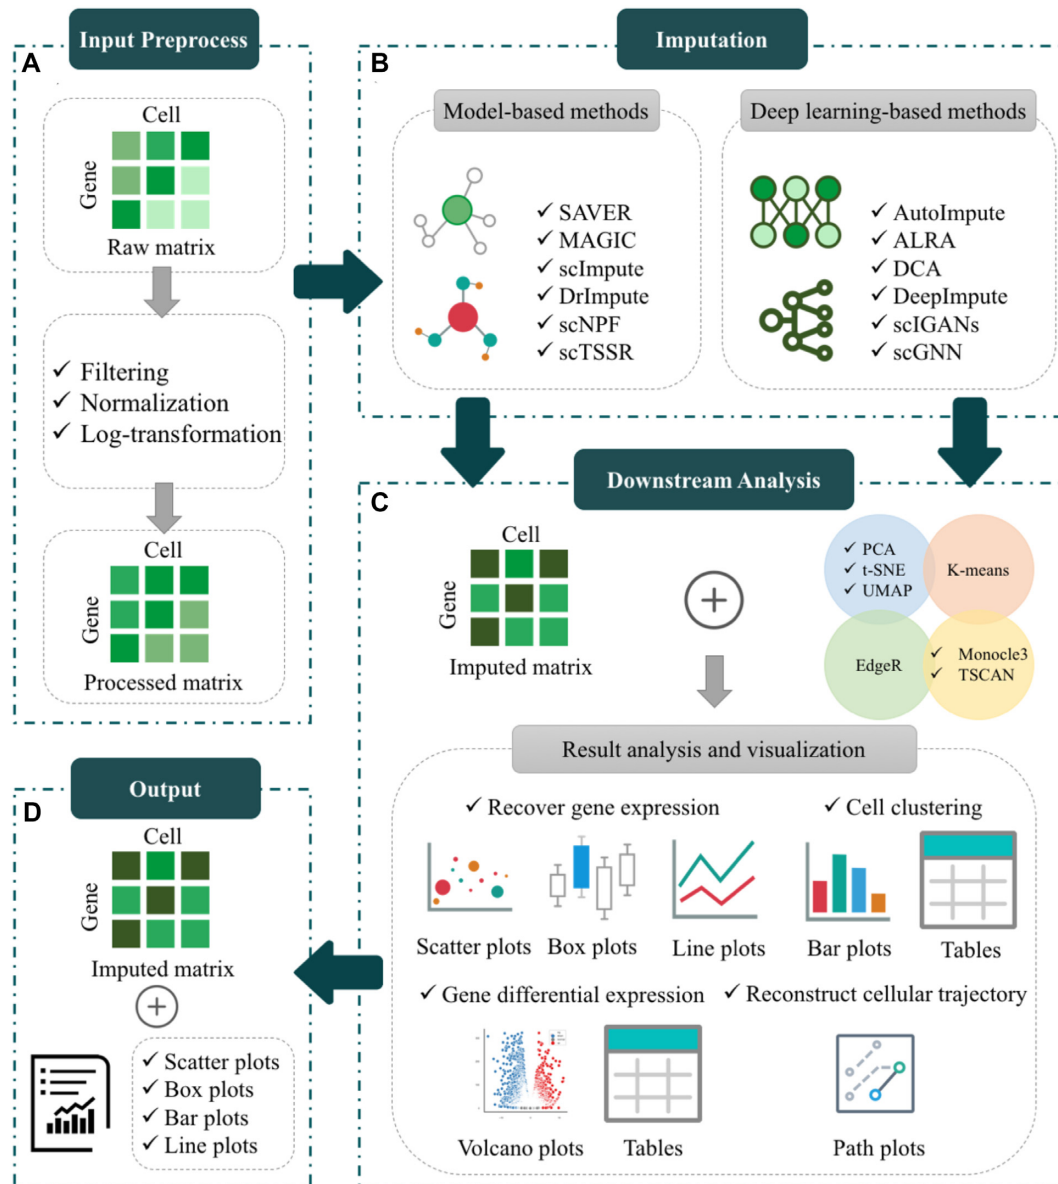 Input Preprocess
A
Cell
Gene
Raw matrix
✓ Filtering
✓ Normalization
✓ Log-transformation
Cell
Gene
Processed matrix
Imputation
B
Model-based methods
✓ SAVER
✓ MAGIC
✓ scImpute
✓ DrImpute
✓ scNPF
✓ scTSSR
Deep learning-based methods
✓ AutoImpute
✓ ALRA
✓ DCA
✓ DeepImpute
✓ scIGANs
✓ scGNN
Downstream Analysis
C
Cell
Gene
Imputed matrix
✓ PCA
✓ t-SNE
✓ UMAP
K-means
EdgeR
✓ Monocle3
✓ TSCAN
Result analysis and visualization
✓ Recover gene expression
Scatter plots
Box plots
Line plots
✓ Cell clustering
Bar plots
Tables
✓ Gene differential expression
Volcano plots
Tables
✓ Reconstruct cellular trajectory
Path plots
Output
D
Cell
Gene
Imputed matrix
✓ Scatter plots
✓ Box plots
✓ Bar plots
✓ Line plots